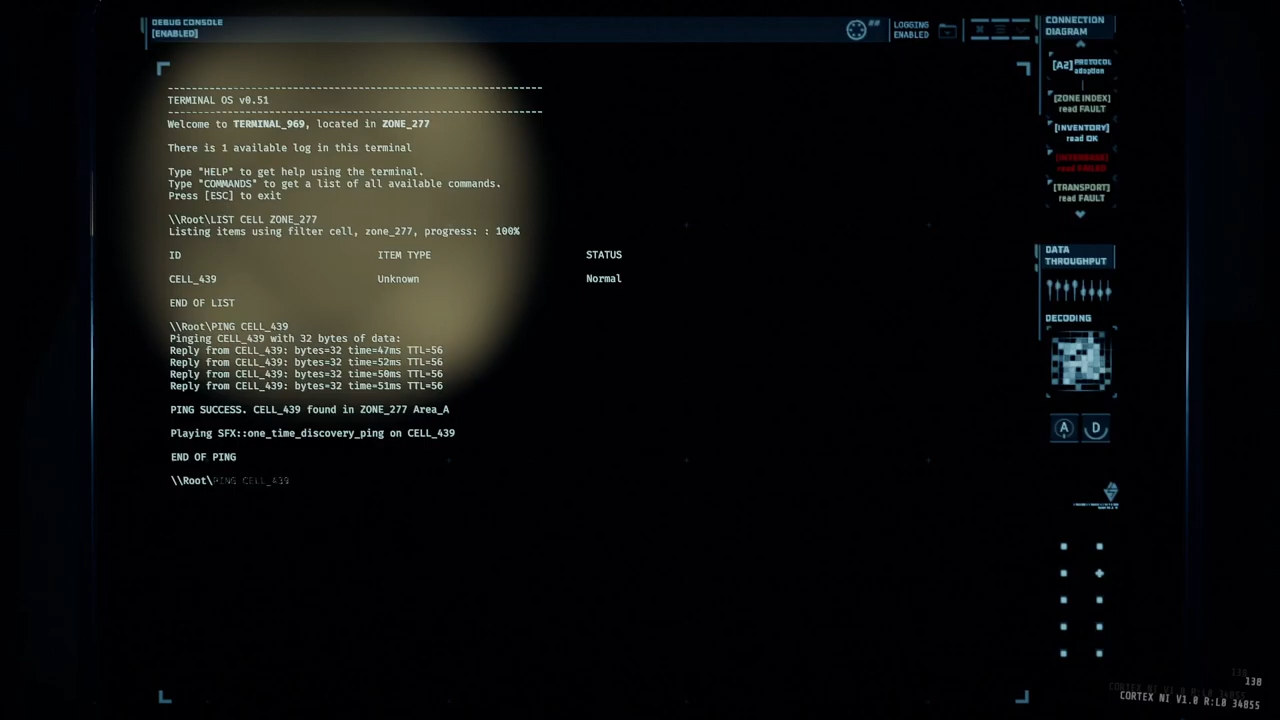 DEBUG CONSOLE
[ENABLED]
LOGGING
ENABLED
CONNECTION
DIAGRAM
[A2] PROTOCOL
adaption
[ZONE INDEX]
read FAULT
[INVENTORY]
read OK
read FAILED
[TRANSPORT]
read FAULT
DATA
THROUGHPUT
DECODING
A D
TERMINAL OS v0.51
Welcome to TERMINAL_969, located in ZONE_277
There is 1 available log in this terminal
Type "HELP" to get help using the terminal.
Type "COMMANDS" to get a list of all available commands.
Press [ESC] to exit
\\Root\LIST CELL ZONE_277
Listing items using filter cell, zone_277, progress: : 100%
ID ITEM TYPE STATUS
CELL_439 Unknown Normal
END OF LIST
\\Root\PING CELL_439
Pinging CELL_439 with 32 bytes of data:
Reply from CELL_439: bytes=32 time=47ms TTL=56
Reply from CELL_439: bytes=32 time=52ms TTL=56
Reply from CELL_439: bytes=32 time=50ms TTL=56
Reply from CELL_439: bytes=32 time=51ms TTL=56
PING SUCCESS. CELL_439 found in ZONE_277 Area_A
Playing SFX::one_time_discovery_ping on CELL_439
END OF PING
\\Root\PING CELL_439
138
CORTEX NI V1.0 R:L0 34855